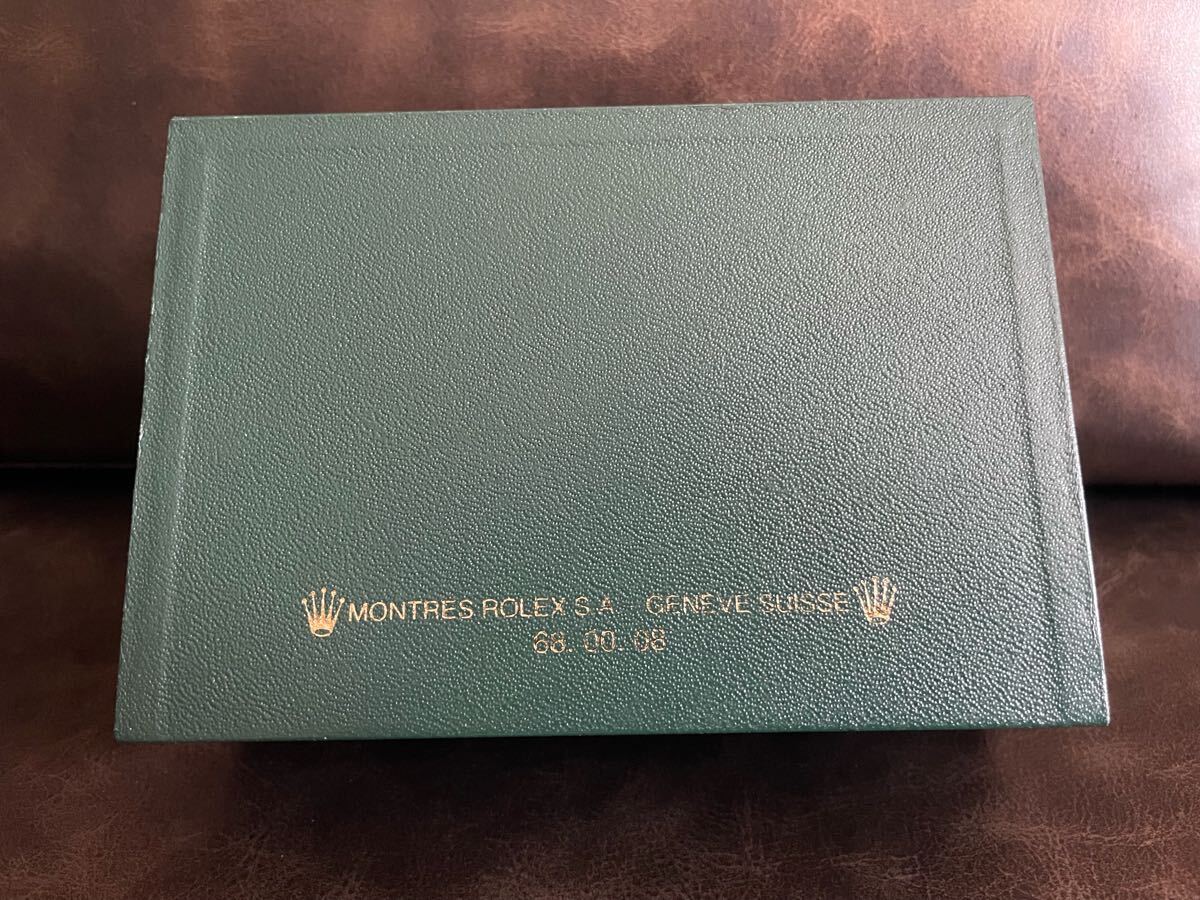 MONTRES ROLEX S.A GENEVE SUISSE
68.00.08